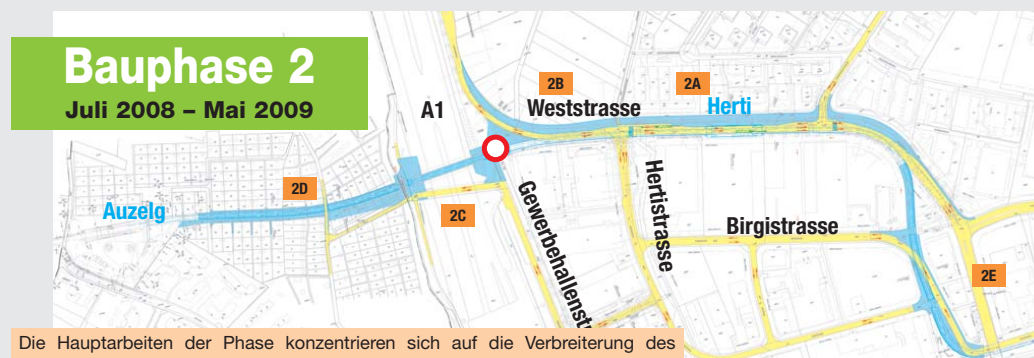 Bauphase 2
Juli 2008 – Mai 2009
A1
2B
2A
Weststrasse
Herti
2D
Auzelg
2C
Gewerbehallenst
Hertistrasse
Birgistrasse
2E
Die Hauptarbeiten der Phase konzentrieren sich auf die Verbreiterung des